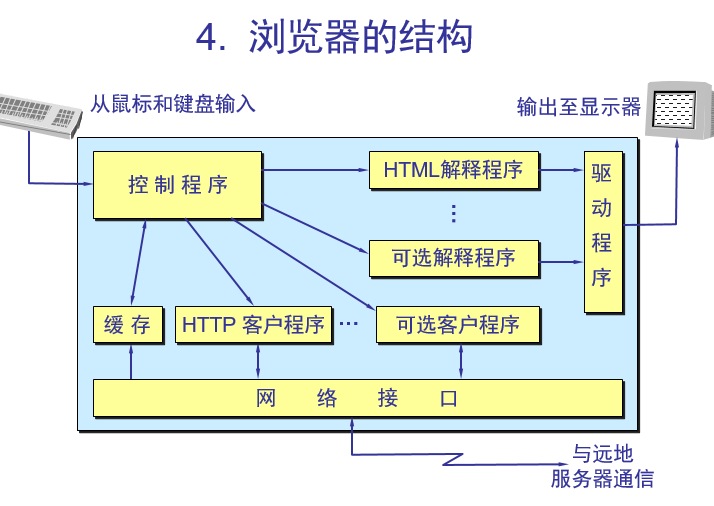 4. 浏览器的结构
从鼠标和键盘输入
输出至显示器
控制程序
HTML解释程序
驱动程序
⋮
可选解释程序
缓存
HTTP 客户程序
…
可选客户程序
网络接口
与远地
服务器通信